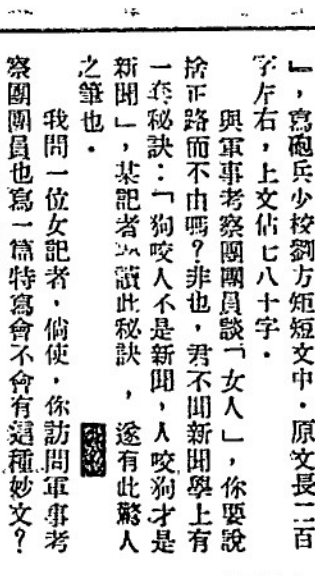 」，寫砲兵少校劉方矩短文中。原文長二百
字左右，上文佔七八十字。
與軍事考察團團員談「女人」，你要說
捨正路而不由嗎？非也，君不聞新聞學上有
一套秘訣：「狗咬人不是新聞，人咬狗才是
新聞」，某記者以讀此秘訣，遂有此驚人
之筆也。
我問一位女記者，倘使，你訪問軍事考
察團團員也寫一篇特寫會不會有這種妙文？